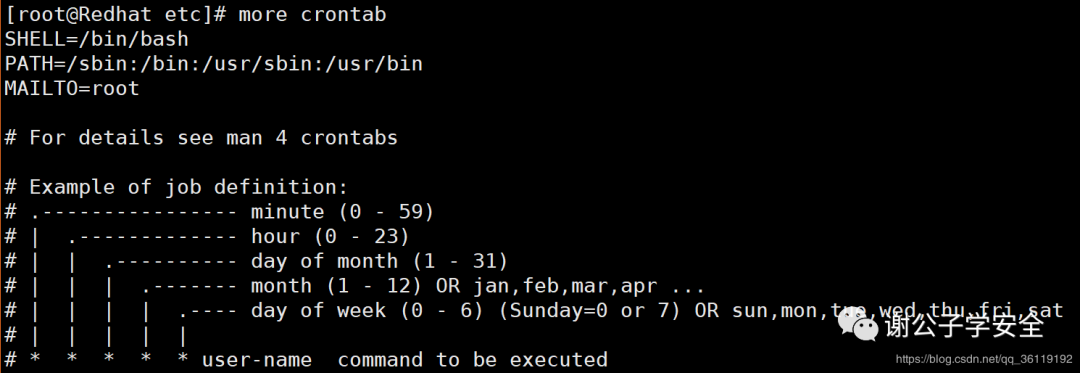 [root@Redhat etc]# more crontab
SHELL=/bin/bash
PATH=/sbin:/bin:/usr/sbin:/usr/bin
MAILTO=root

# For details see man 4 crontabs

# Example of job definition:
# .---------------- minute (0 - 59)
# |  .------------- hour (0 - 23)
# |  |  .---------- day of month (1 - 31)
# |  |  |  .------- month (1 - 12) OR jan,feb,mar,apr ...
# |  |  |  |  .---- day of week (0 - 6) (Sunday=0 or 7) OR sun,mon,tue,wed,thu,fri,sat
# |  |  |  |  |
# *  *  *  *  * user-name  command to be executed
谢公子学安全
https://blog.csdn.net/qq_36119192